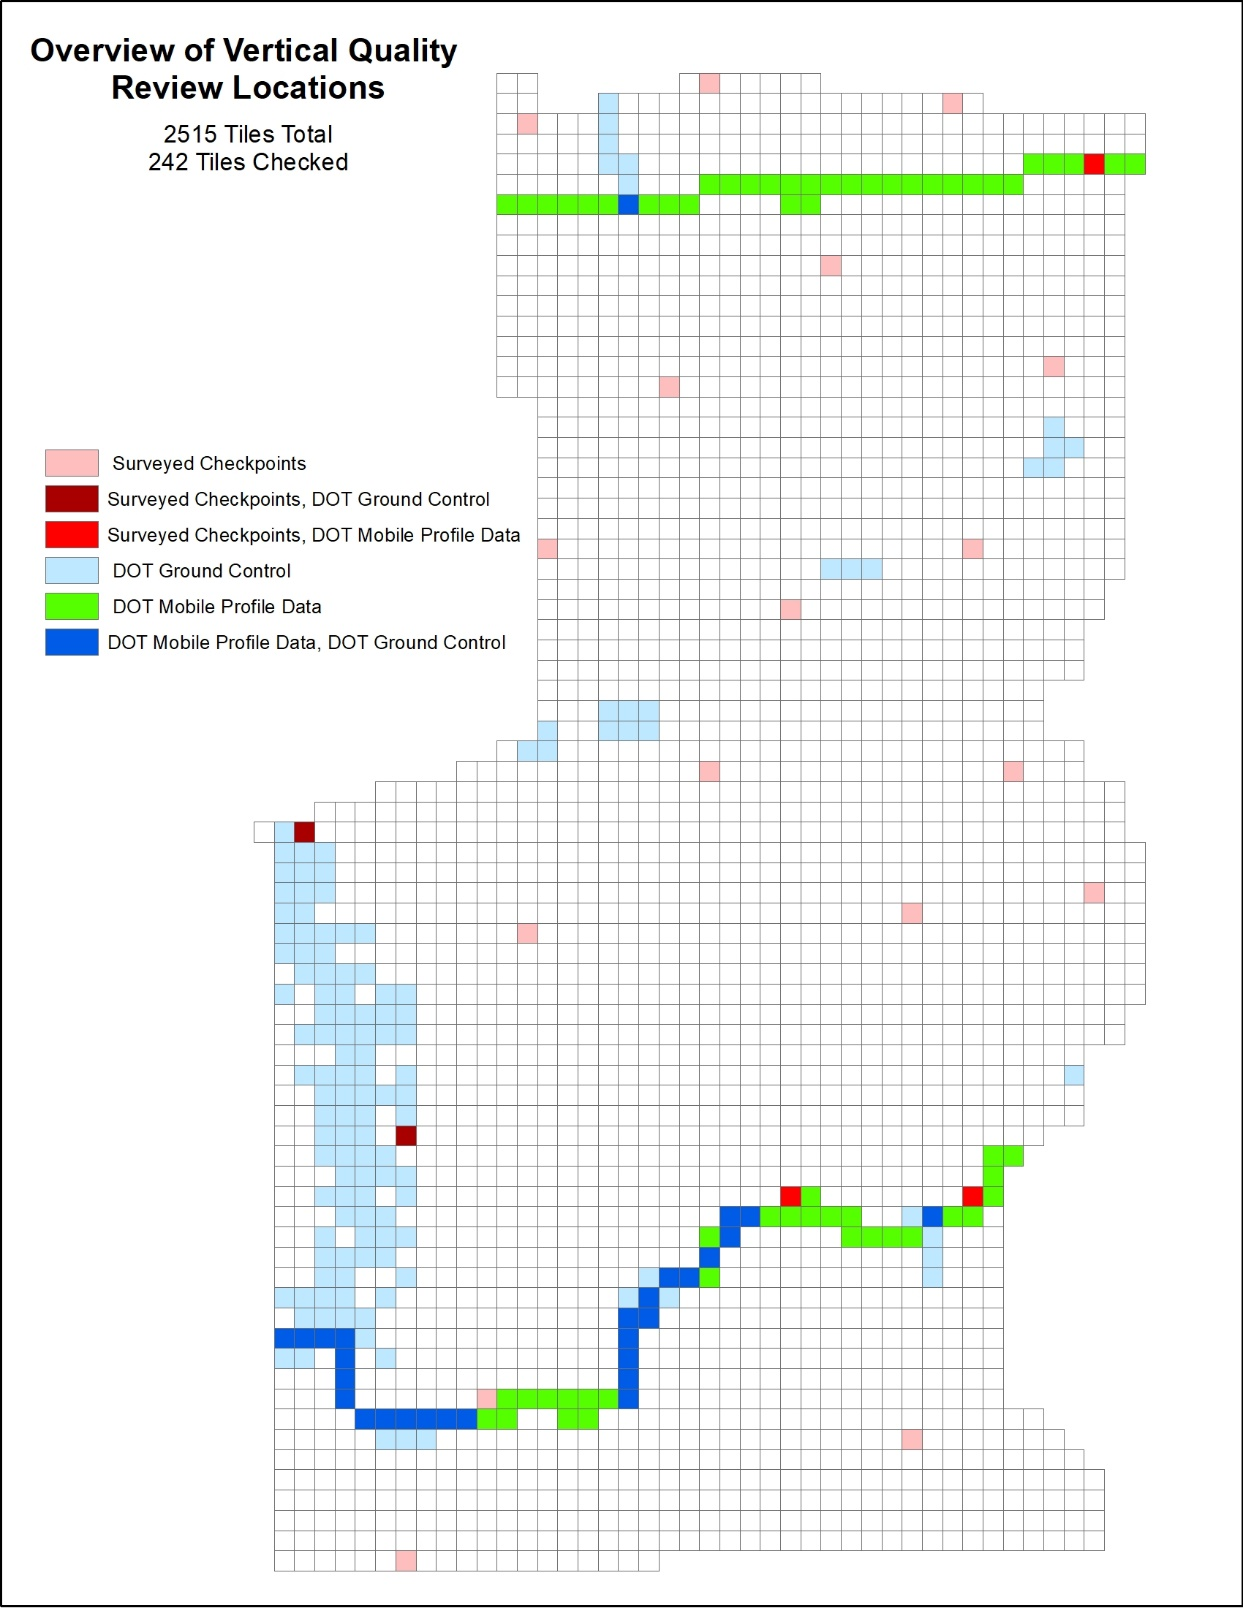 Overview of Vertical Quality
Review Locations
2515 Tiles Total
242 Tiles Checked
Surveyed Checkpoints
Surveyed Checkpoints, DOT Ground Control
Surveyed Checkpoints, DOT Mobile Profile Data
DOT Ground Control
DOT Mobile Profile Data
DOT Mobile Profile Data, DOT Ground Control